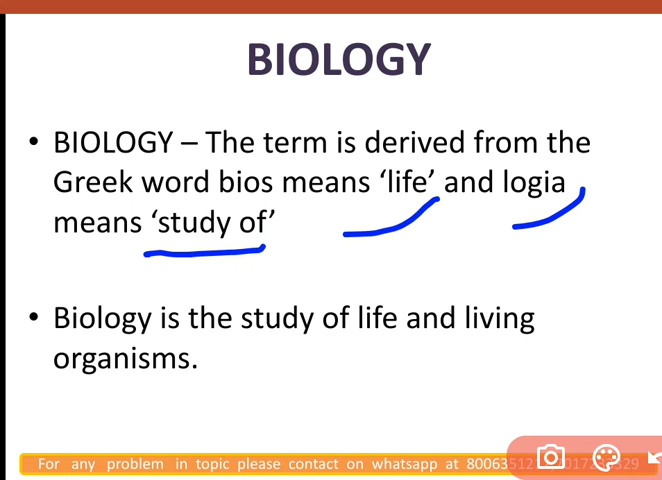 BIOLOGY
• BIOLOGY – The term is derived from the
Greek word bios means ‘life’ and logia
means ‘study of’
• Biology is the study of life and living
organisms.
For any problem in topic please contact on whatsapp at